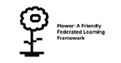 Flower: A Friendly
Federated Learning
Framework